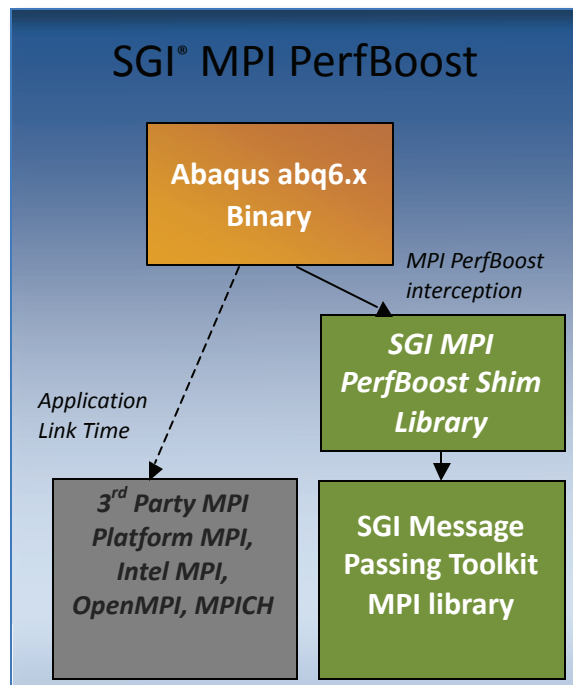 SGI® MPI PerfBoost
Abaqus abq6.x
Binary
MPI PerfBoost
interception
SGI MPI
PerfBoost Shim
Library
Application
Link Time
3rd Party MPI
Platform MPI,
Intel MPI,
OpenMPI, MPICH
SGI Message
Passing Toolkit
MPI library